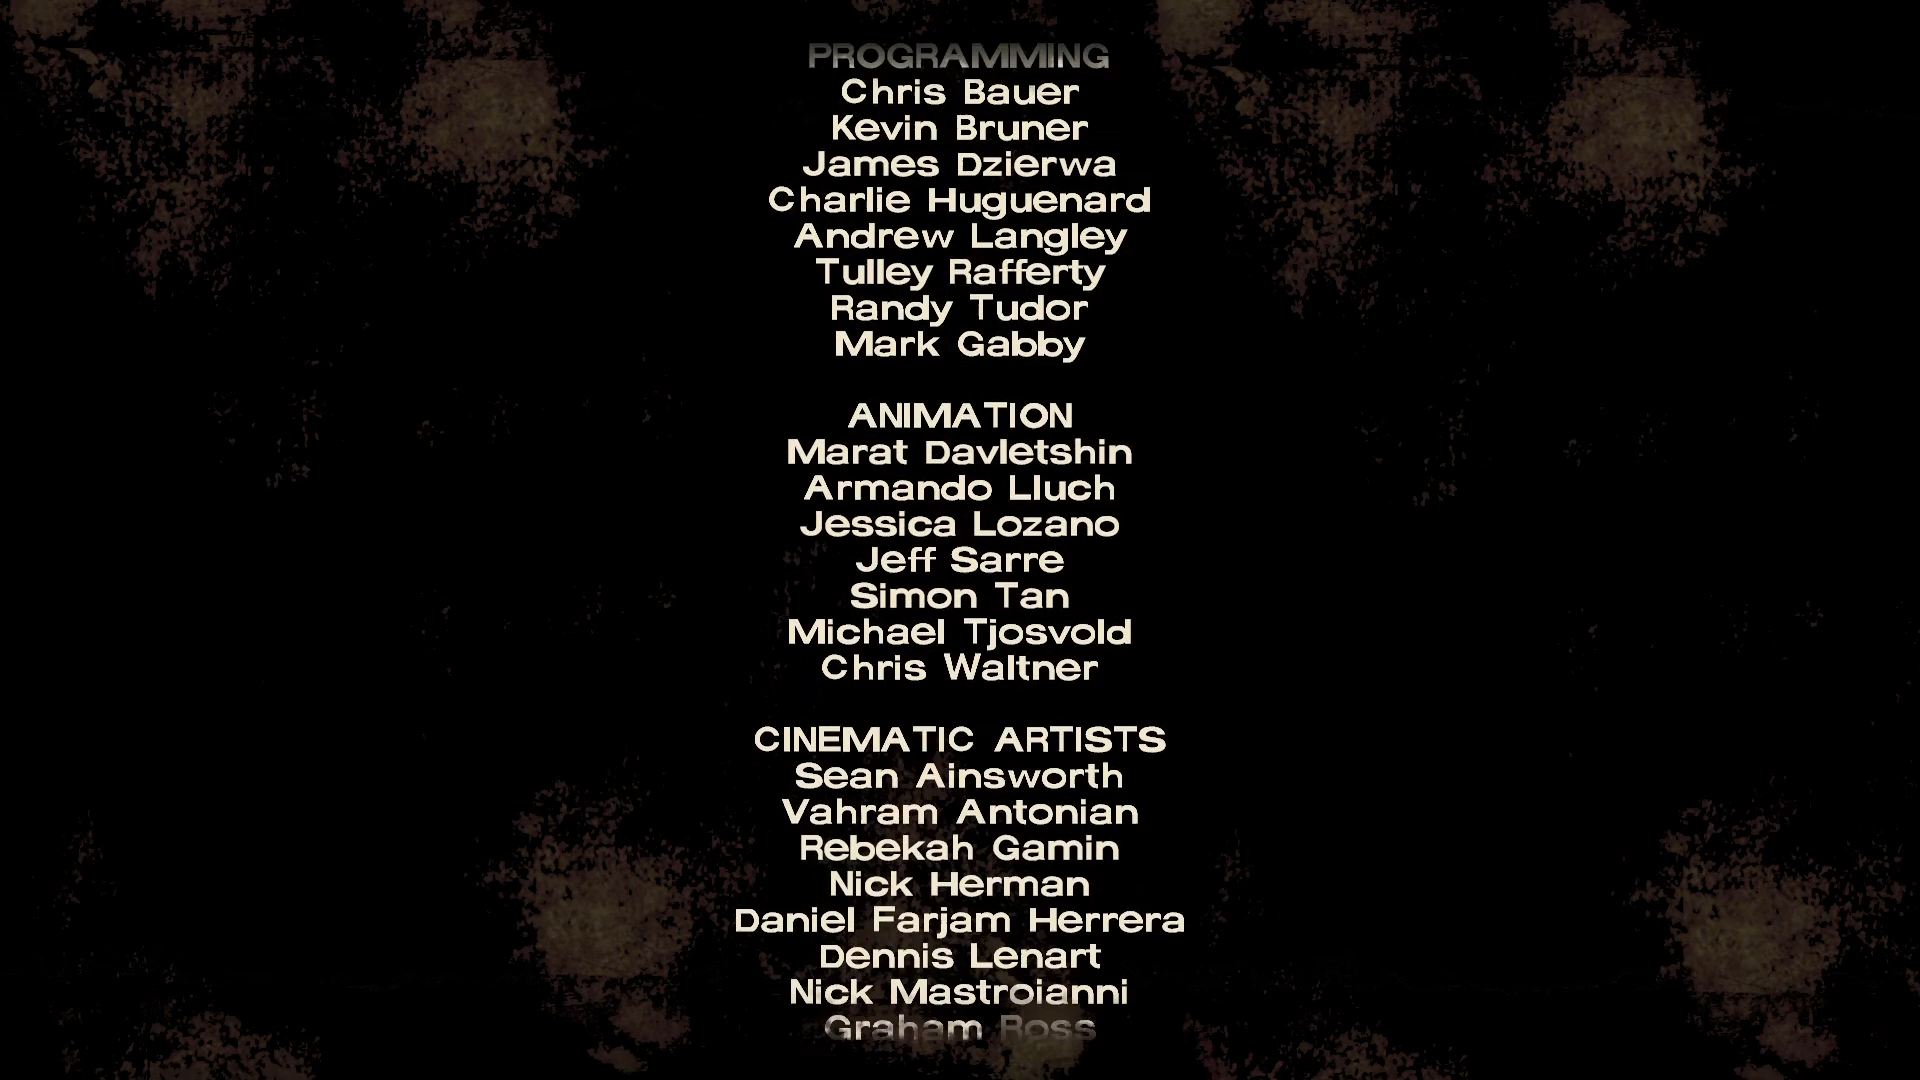 PROGRAMMING
Chris Bauer
Kevin Bruner
James Dzierwa
Charlie Huguenard
Andrew Langley
Tulley Rafferty
Randy Tudor
Mark Gabby
ANIMATION
Marat Davletshin
Armando Lluch
Jessica Lozano
Jeff Sarre
Simon Tan
Michael Tjosvold
Chris Waltner
CINEMATIC ARTISTS
Sean Ainsworth
Vahram Antonian
Rebekah Gamin
Nick Herman
Daniel Farjam Herrera
Dennis Lenart
Nick Mastroianni
Graham Ross